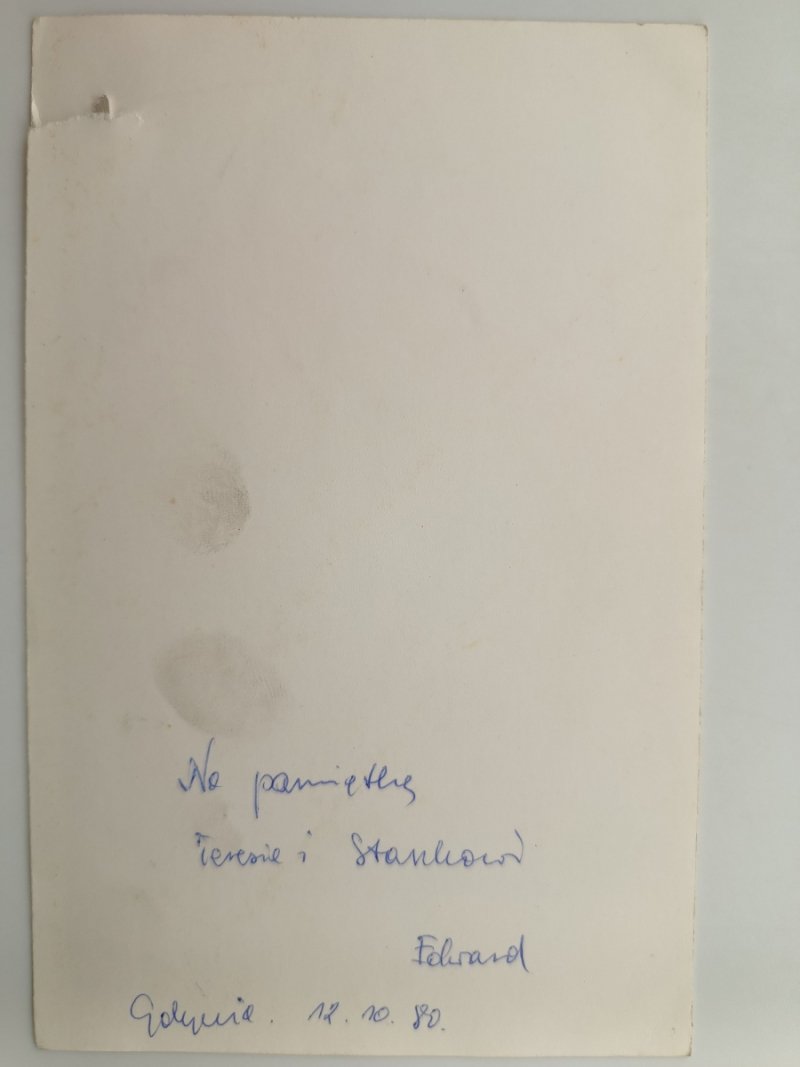 Na pamiątkę
Teresie i Staszkowi
Edward
Gdynia. 12. 10. 80.